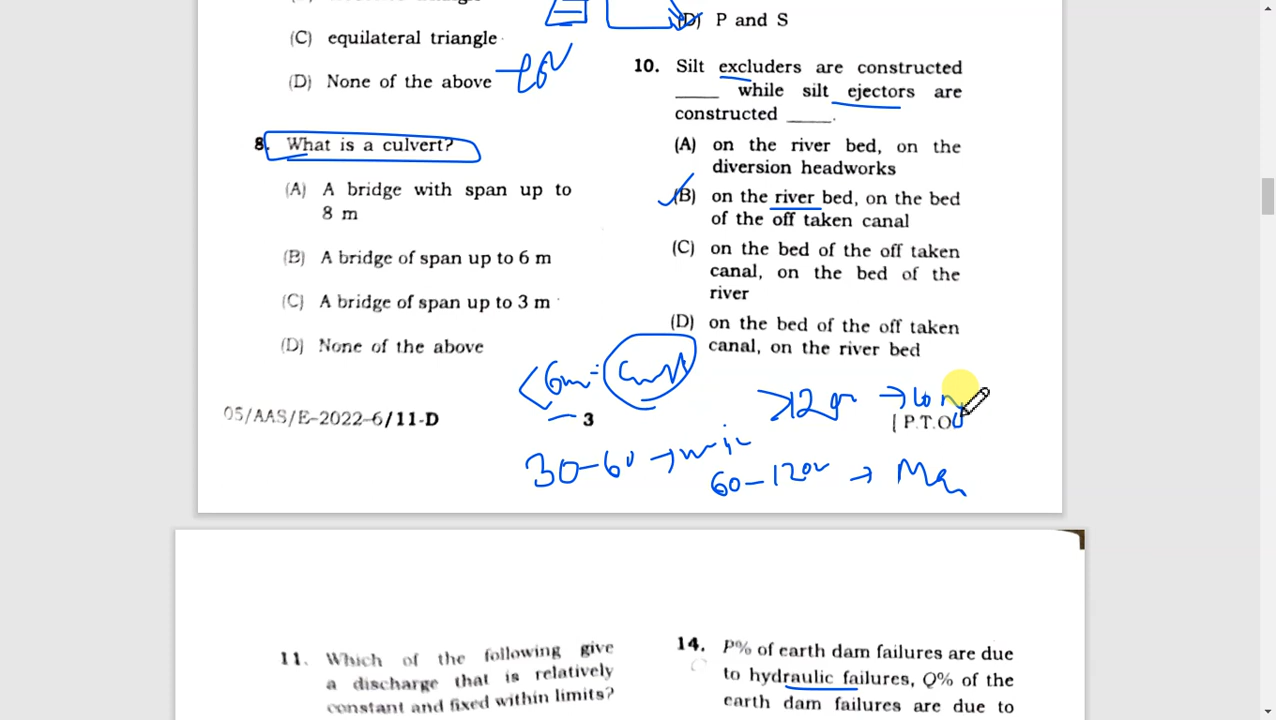 (C) equilateral triangle
(D) None of the above
8. What is a culvert?
(A) A bridge with span up to
8 m
(B) A bridge of span up to 6 m
(C) A bridge of span up to 3 m
(D) None of the above
05/AAS/E-2022-6/11-D
3
(D) P and S
10. Silt excluders are constructed
____ while silt ejectors are
constructed ____.
(A) on the river bed, on the
diversion headworks
(B) on the river bed, on the bed
of the off taken canal
(C) on the bed of the off taken
canal, on the bed of the
river
(D) on the bed of the off taken
canal, on the river bed
[ P.T.O
<6m =
30-60 →
60-120 →
11. Which of the following give
a discharge that is relatively
constant and fixed within limits?
14. P% of earth dam failures are due
to hydraulic failures, Q% of the
earth dam failures are due to